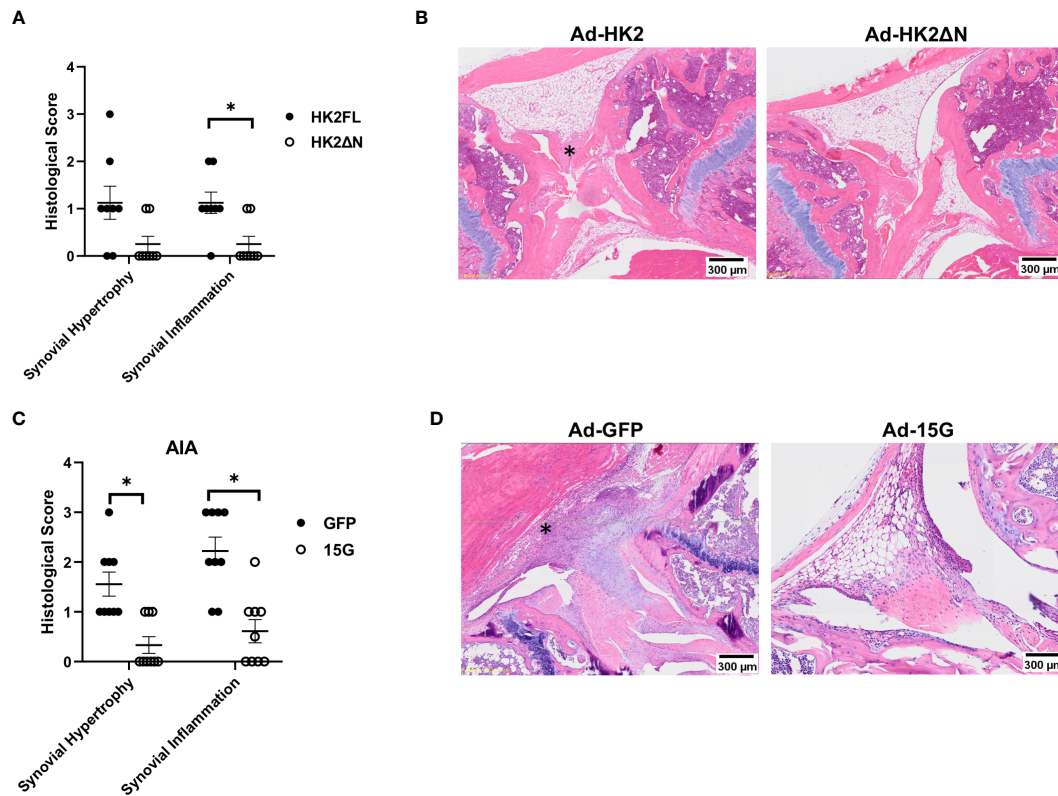 A
4
3
2
1
0
Histological Score
*
HK2FL
HK2ΔN
Synovial Hypertrophy
Synovial Inflammation
B
Ad-HK2
Ad-HK2ΔN
*
300 μm
300 μm
C
AIA
4
3
2
1
0
Histological Score
*
*
GFP
15G
Synovial Hypertrophy
Synovial Inflammation
D
Ad-GFP
Ad-15G
*
300 μm
300 μm